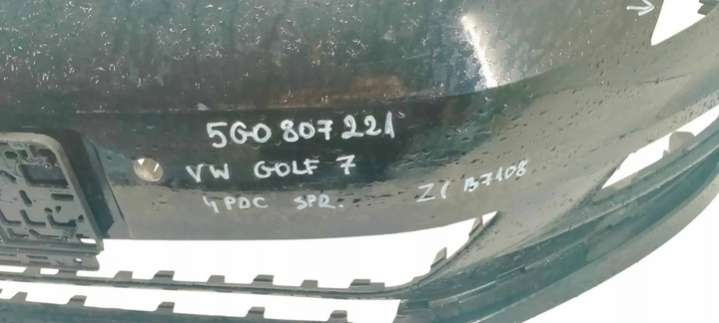 5G0 807 221
VW GOLF 7
4PDC SPR.
Z1 B7108